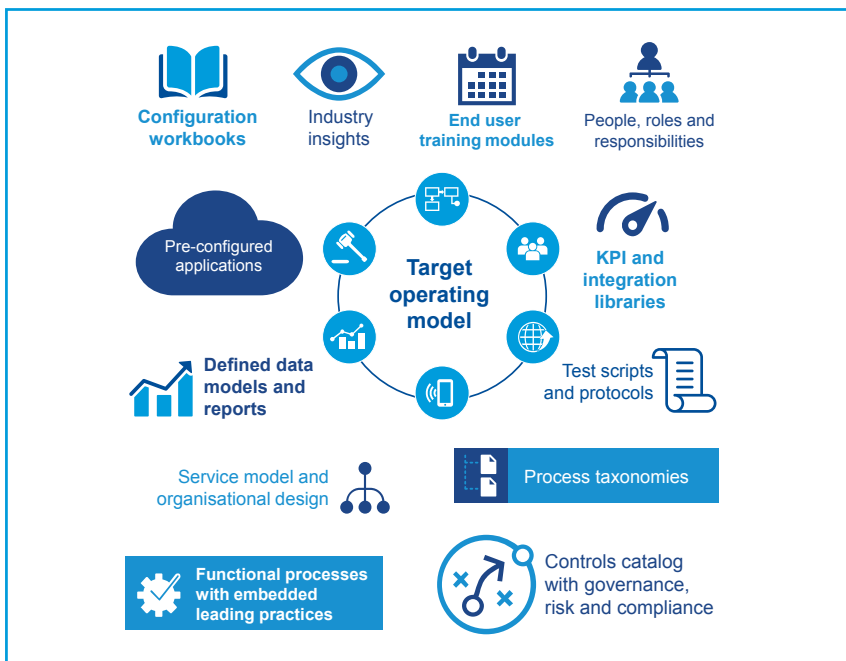 Configuration
workbooks
Industry
insights
End user
training modules
People, roles and
responsibilities
Pre-configured
applications
Target
operating
model
KPI and
integration
libraries
Defined data
models and
reports
Test scripts
and protocols
Service model and
organisational design
Process taxonomies
Functional processes
with embedded
leading practices
Controls catalog
with governance,
risk and compliance